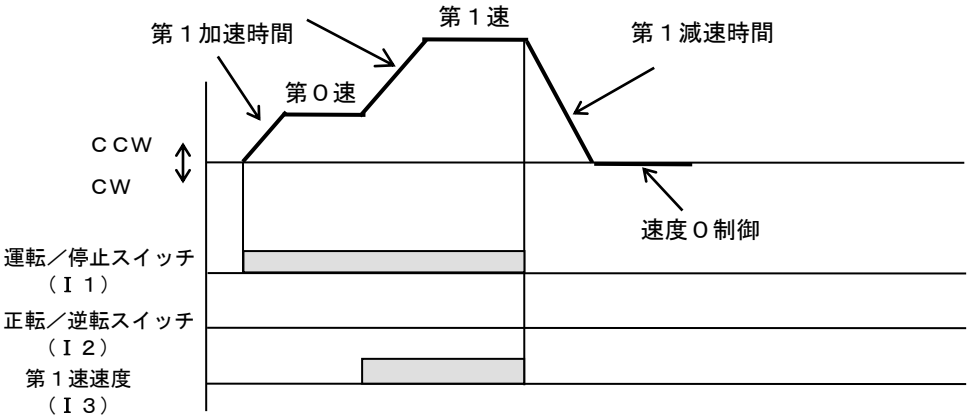 第１速
第１加速時間
第１減速時間
第０速
ＣＣＷ
ＣＷ
速度０制御
運転／停止スイッチ
（Ｉ１）
正転／逆転スイッチ
（Ｉ２）
第１速速度
（Ｉ３）